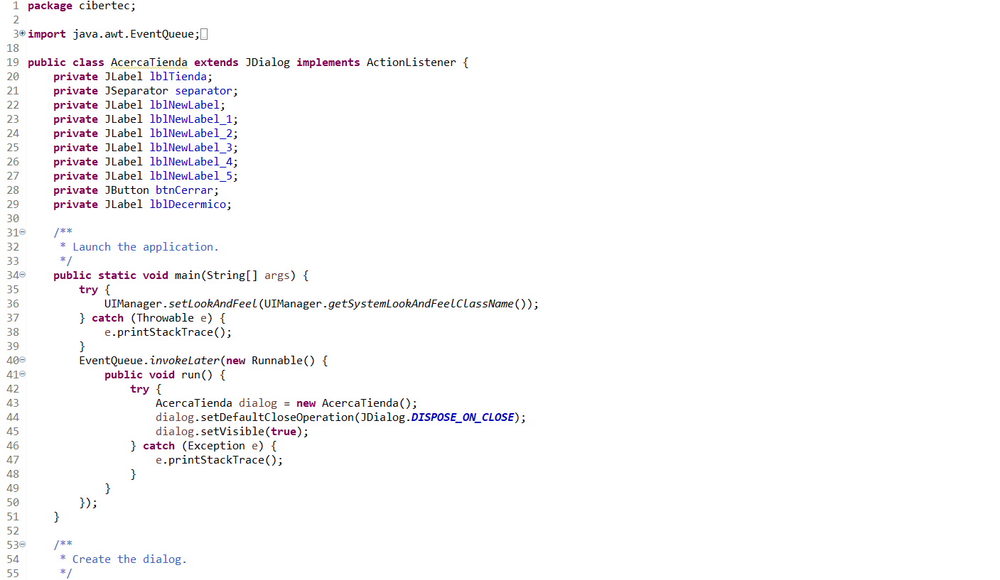 1 package cibertec;
2
3 import java.awt.EventQueue;
18
19 public class AcercaTienda extends JDialog implements ActionListener {
20     private JLabel lblTienda;
21     private JSeparator separator;
22     private JLabel lblNewLabel;
23     private JLabel lblNewLabel_1;
24     private JLabel lblNewLabel_2;
25     private JLabel lblNewLabel_3;
26     private JLabel lblNewLabel_4;
27     private JLabel lblNewLabel_5;
28     private JButton btnCerrar;
29     private JLabel lblDecermico;
30
31     /**
32      * Launch the application.
33      */
34     public static void main(String[] args) {
35         try {
36             UIManager.setLookAndFeel(UIManager.getSystemLookAndFeelClassName());
37         } catch (Throwable e) {
38             e.printStackTrace();
39         }
40         EventQueue.invokeLater(new Runnable() {
41             public void run() {
42                 try {
43                     AcercaTienda dialog = new AcercaTienda();
44                     dialog.setDefaultCloseOperation(JDialog.DISPOSE_ON_CLOSE);
45                     dialog.setVisible(true);
46                 } catch (Exception e) {
47                     e.printStackTrace();
48                 }
49             }
50         });
51     }
52
53     /**
54      * Create the dialog.
55      */